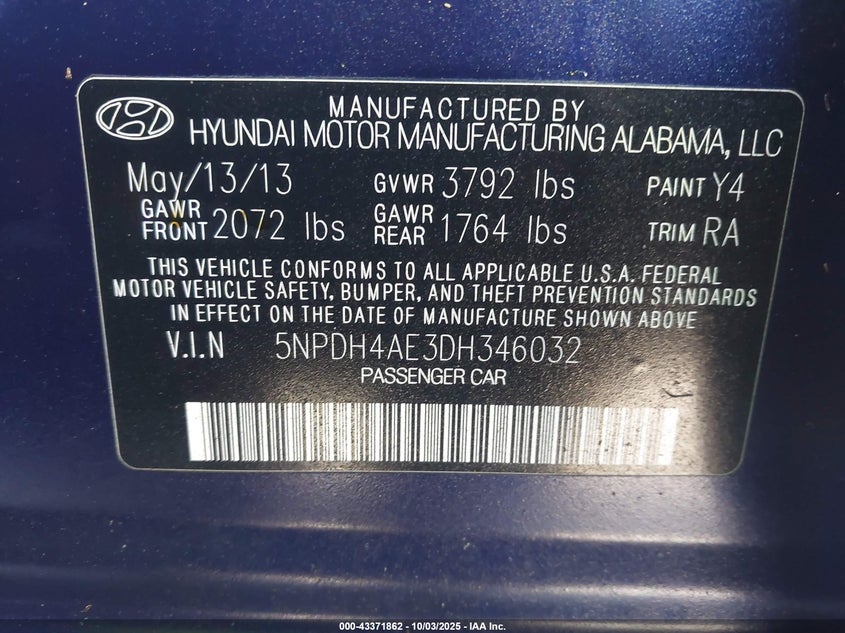 MANUFACTURED BY
HYUNDAI MOTOR MANUFACTURING ALABAMA, LLC
May/13/13 GVWR 3792 lbs PAINT Y4
GAWR FRONT 2072 lbs GAWR REAR 1764 lbs TRIM RA
THIS VEHICLE CONFORMS TO ALL APPLICABLE U.S.A. FEDERAL
MOTOR VEHICLE SAFETY, BUMPER, AND THEFT PREVENTION STANDARDS
IN EFFECT ON THE DATE OF MANUFACTURE SHOWN ABOVE
V.I.N 5NPDH4AE3DH346032
PASSENGER CAR
000-43371862 - 10/03/2025 - IAA Inc.